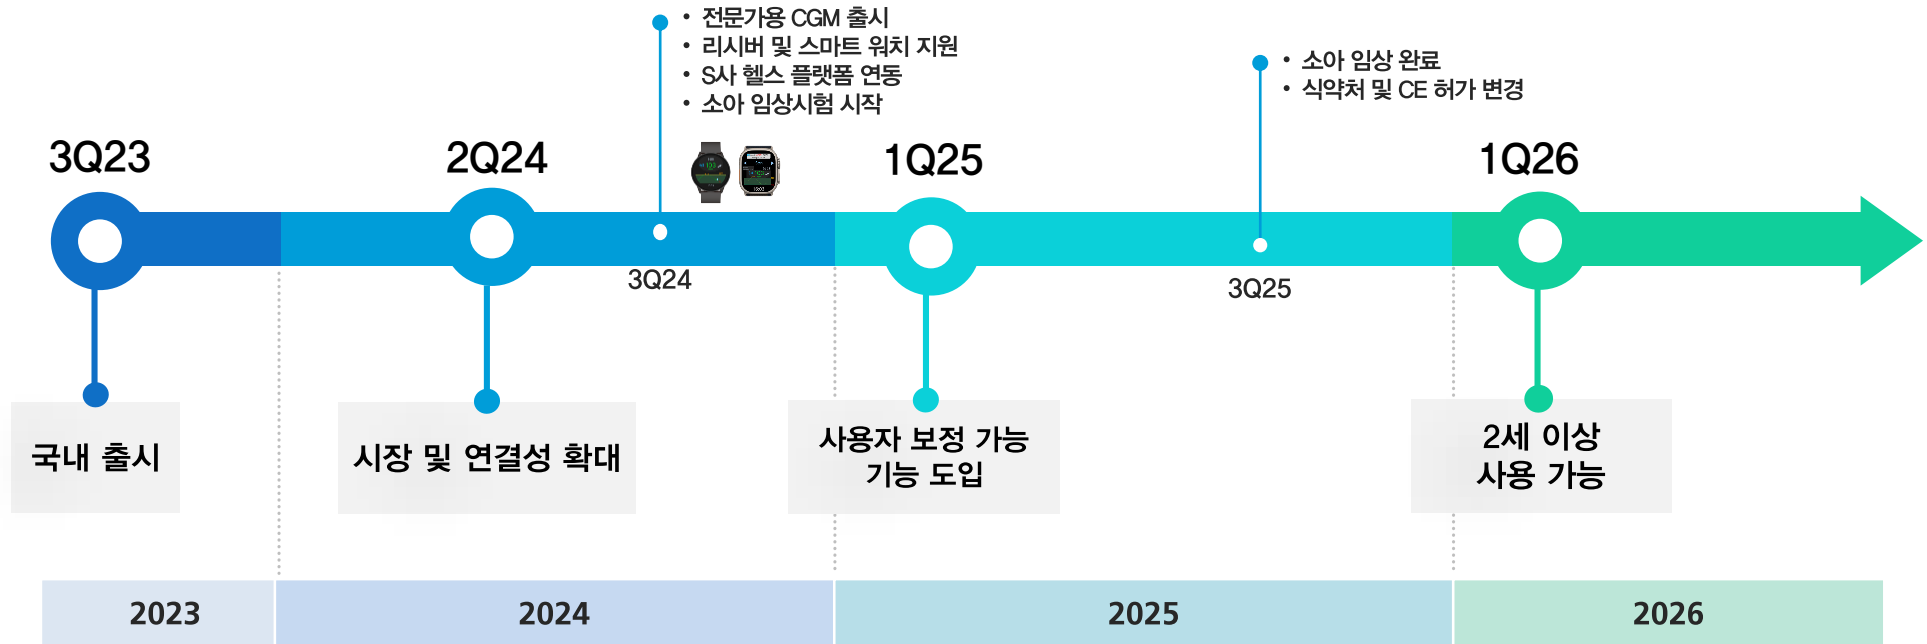 • 전문가용 CGM 출시
• 리시버 및 스마트 워치 지원
• S사 헬스 플랫폼 연동
• 소아 임상시험 시작
• 소아 임상 완료
• 식약처 및 CE 허가 변경
3Q23
2Q24
1Q25
1Q26
3Q24
3Q25
국내 출시
시장 및 연결성 확대
사용자 보정 가능
기능 도입
2세 이상
사용 가능
2023
2024
2025
2026